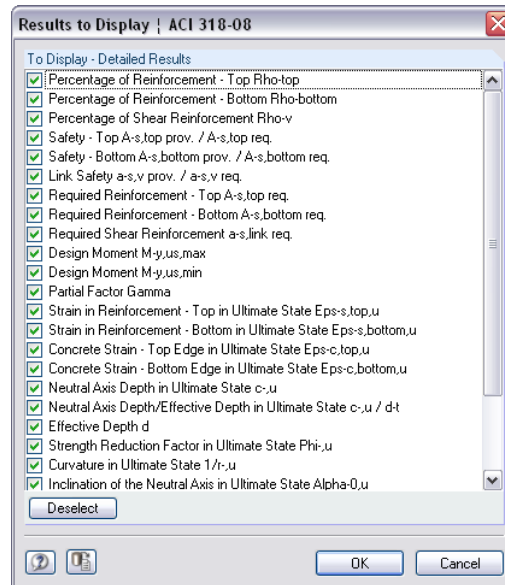 Results to Display ¦ ACI 318-08
To Display - Detailed Results
Percentage of Reinforcement - Top Rho-top
Percentage of Reinforcement - Bottom Rho-bottom
Percentage of Shear Reinforcement Rho-v
Safety - Top A-s,top prov. / A-s,top req.
Safety - Bottom A-s,bottom prov. / A-s,bottom req.
Link Safety a-s,v prov. / a-s,v req.
Required Reinforcement - Top A-s,top req.
Required Reinforcement - Bottom A-s,bottom req.
Required Shear Reinforcement a-s,link req.
Design Moment M-y,us,max
Design Moment M-y,us,min
Partial Factor Gamma
Strain in Reinforcement - Top in Ultimate State Eps-s,top,u
Strain in Reinforcement - Bottom in Ultimate State Eps-s,bottom,u
Concrete Strain - Top Edge in Ultimate State Eps-c,top,u
Concrete Strain - Bottom Edge in Ultimate State Eps-c,bottom,u
Neutral Axis Depth in Ultimate State c-,u
Neutral Axis Depth/Effective Depth in Ultimate State c-,u / d-t
Effective Depth d
Strength Reduction Factor in Ultimate State Phi-,u
Curvature in Ultimate State 1/r-,u
Inclination of the Neutral Axis in Ultimate State Alpha-0,u
Deselect
OK
Cancel